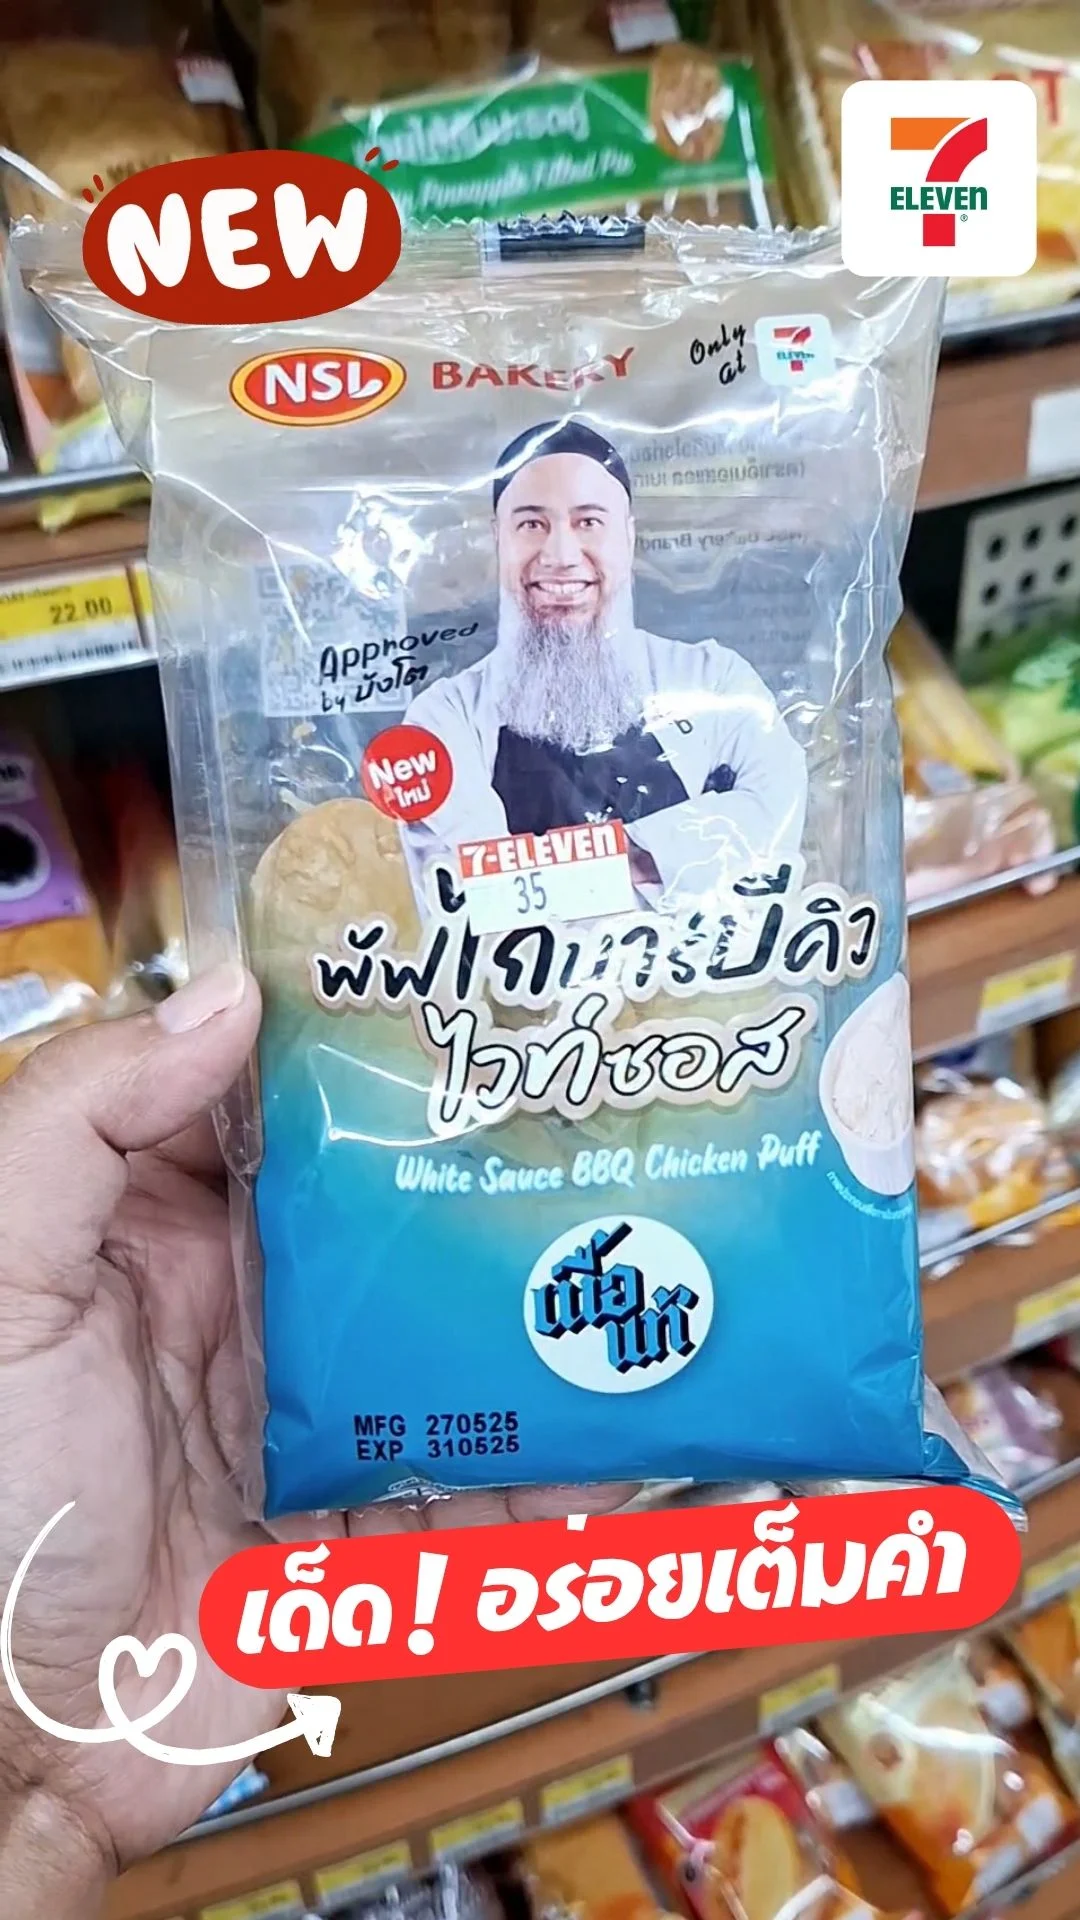 NEW
7
ELEVEN
NSL BAKERY
Only
at
7
ELEVEN
22.00
Approved
by บังโต
New
ใหม่
7-ELEVEN
35
พัฟไก่บาร์บีคิว
ไวท์ซอส
White Sauce BBQ Chicken Puff
เนื้อ
แท้
MFG 270525
EXP 310525
เด็ด! อร่อยเต็มคำ